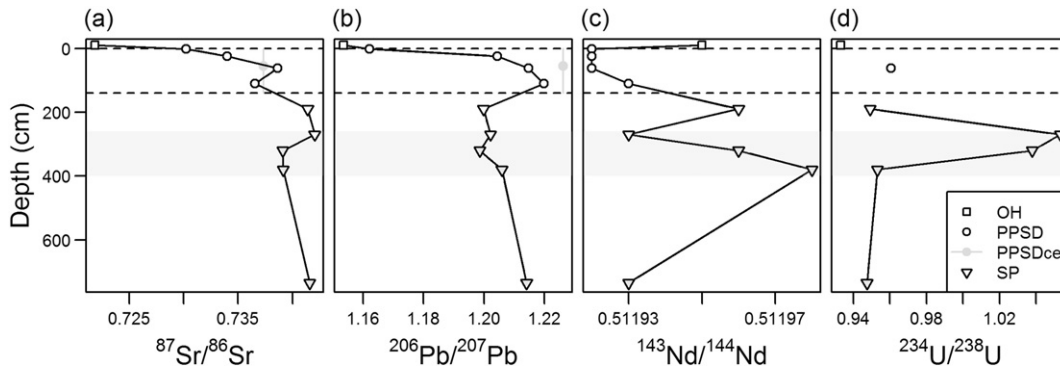 (a) (b) (c) (d)
Depth (cm)
0
200
400
600
0.725 0.735
1.16 1.18 1.20 1.22
0.51193 0.51197
0.94 0.98 1.02
⁸⁷Sr/⁸⁶Sr
²⁰⁶Pb/²⁰⁷Pb
¹⁴³Nd/¹⁴⁴Nd
²³⁴U/²³⁸U
OH
PPSD
PPSDce
SP